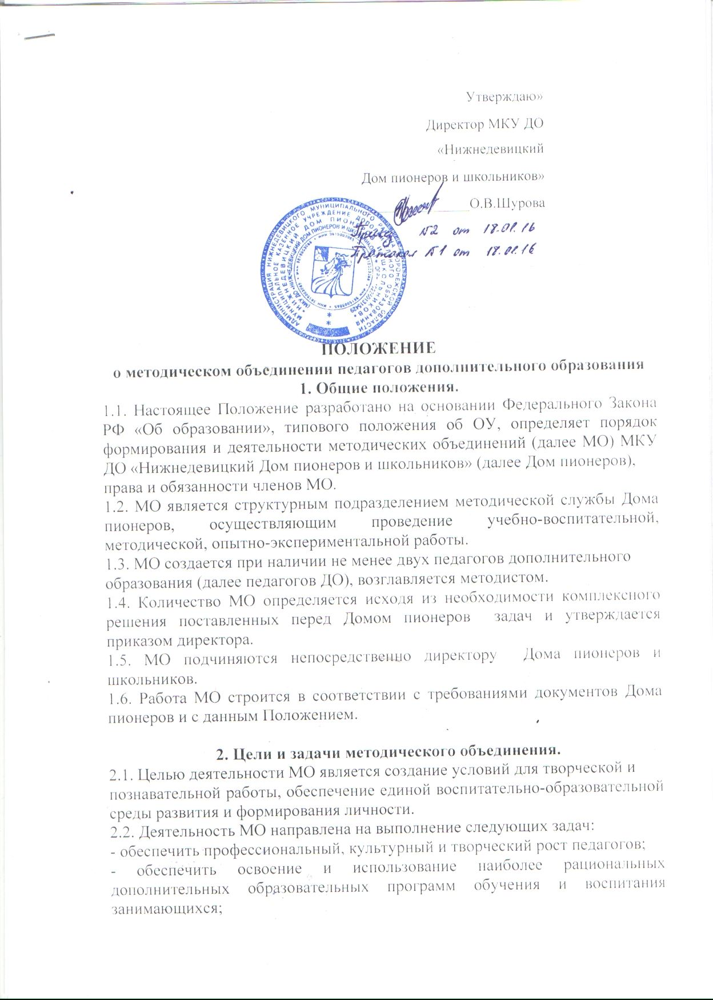 Утверждаю»
Директор МКУ ДО
«Нижнедевицкий
Дом пионеров и школьников»
О.В.Шурова
Приказ №2 от 18.01.16
Протокол №1 от 18.01.16
ПОЛОЖЕНИЕ
о методическом объединении педагогов дополнительного образования
1. Общие положения.
1.1. Настоящее Положение разработано на основании Федерального Закона
РФ «Об образовании», типового положения об ОУ, определяет порядок
формирования и деятельности методических объединений (далее МО) МКУ
ДО «Нижнедевицкий Дом пионеров и школьников» (далее Дом пионеров),
права и обязанности членов МО.
1.2. МО является структурным подразделением методической службы Дома
пионеров, осуществляющим проведение учебно-воспитательной,
методической, опытно-экспериментальной работы.
1.3. МО создается при наличии не менее двух педагогов дополнительного
образования (далее педагогов ДО), возглавляется методистом.
1.4. Количество МО определяется исходя из необходимости комплексного
решения поставленных перед Домом пионеров задач и утверждается
приказом директора.
1.5. МО подчиняются непосредственно директору Дома пионеров и
школьников.
1.6. Работа МО строится в соответствии с требованиями документов Дома
пионеров и с данным Положением.
2. Цели и задачи методического объединения.
2.1. Целью деятельности МО является создание условий для творческой и
познавательной работы, обеспечение единой воспитательно-образовательной
среды развития и формирования личности.
2.2. Деятельность МО направлена на выполнение следующих задач:
- обеспечить профессиональный, культурный и творческий рост педагогов;
- обеспечить освоение и использование наиболее рациональных
дополнительных образовательных программ обучения и воспитания
занимающихся;